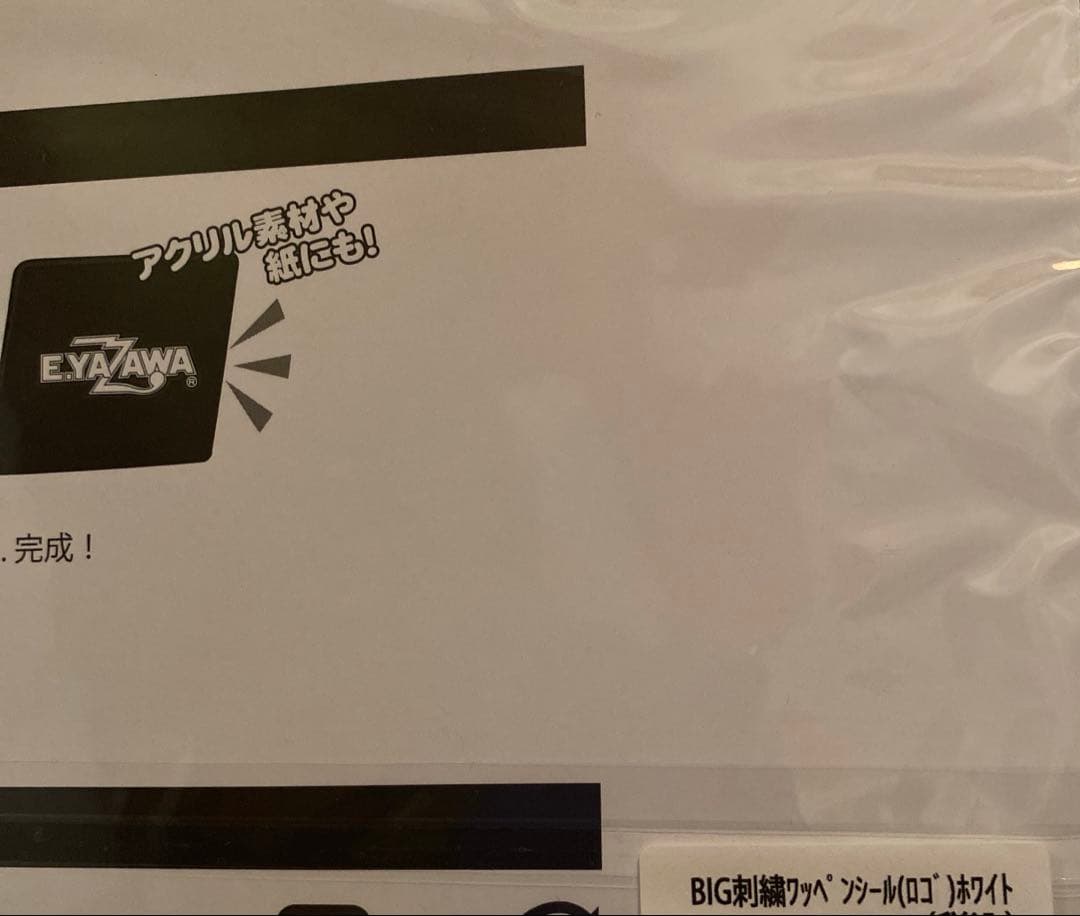 アクリル素材や
紙にも!
E.YAZAWA®
. 完成！
BIG刺繍ﾜｯﾍﾟﾝシール(ﾛｺﾞ)ホワイト